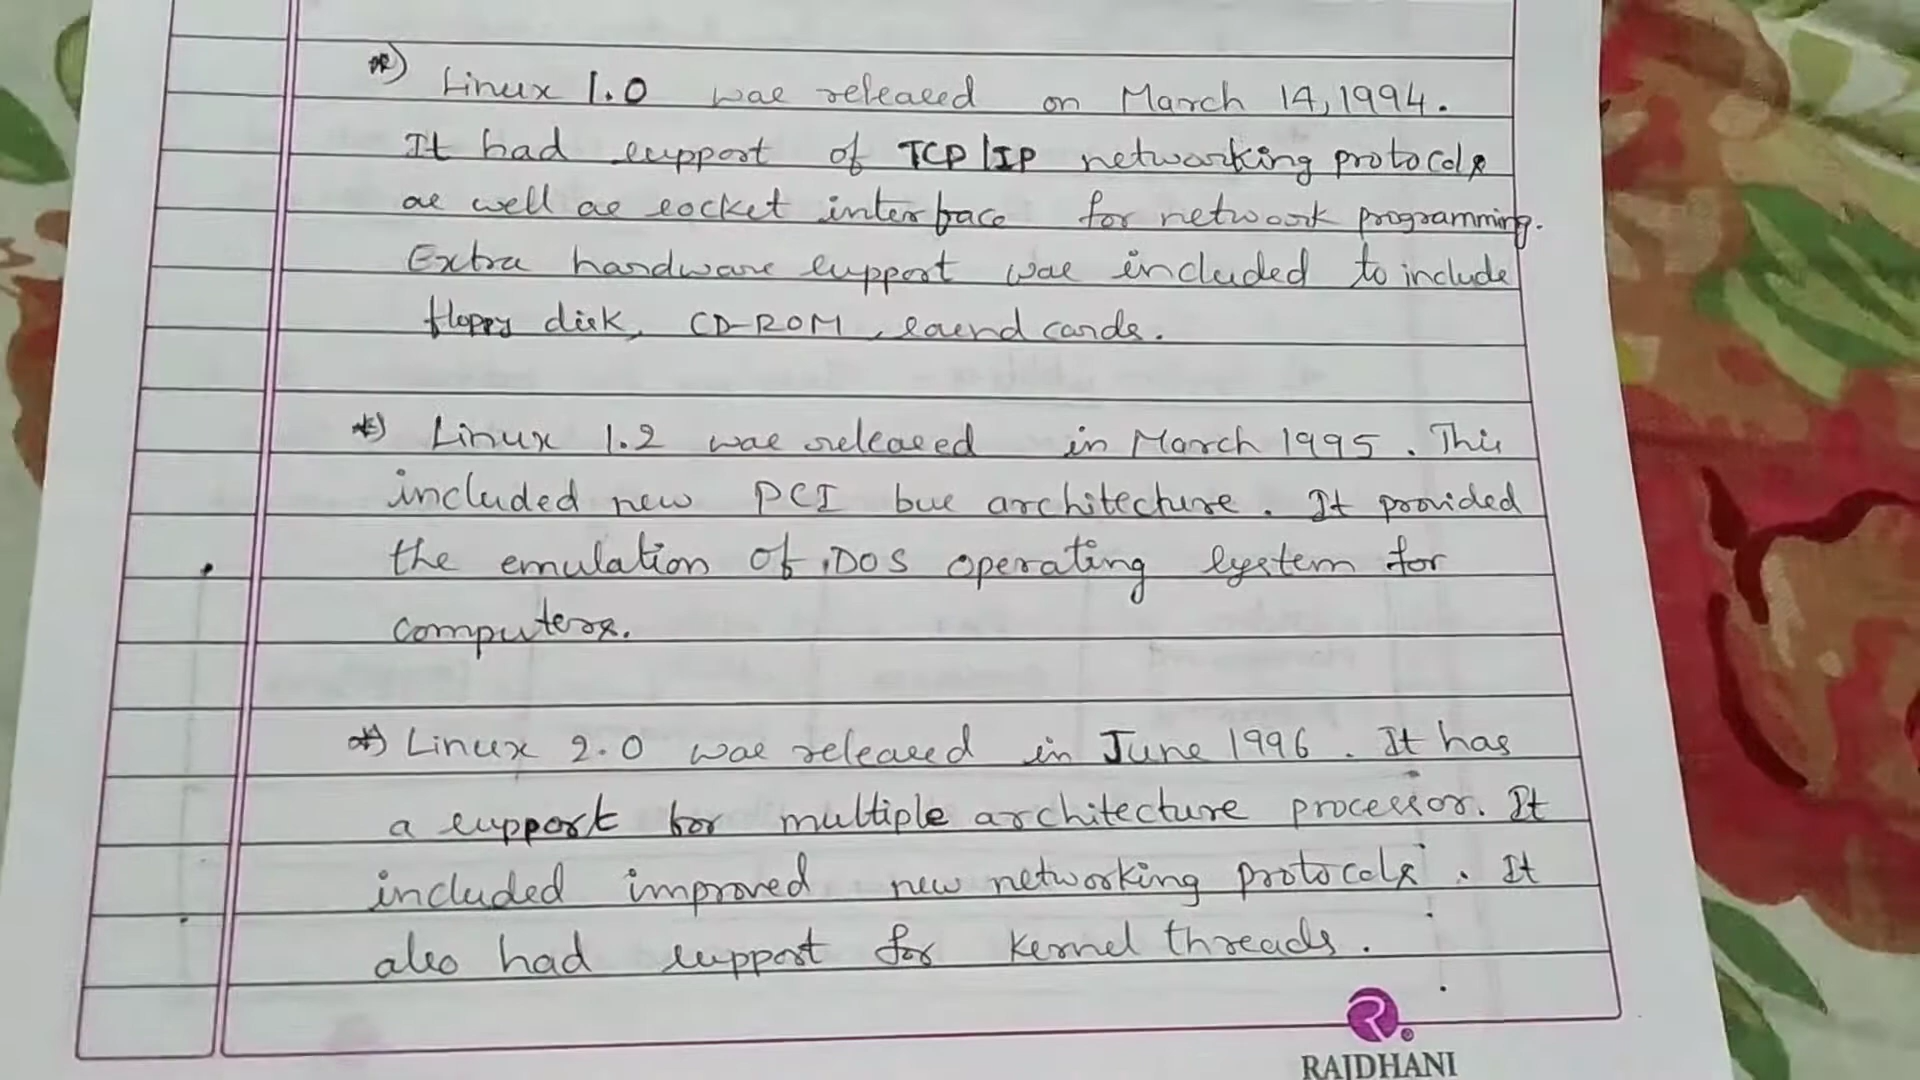 *) Linux 1.0 was released on March 14, 1994.
It had support of TCP/IP networking protocols
as well as socket interface for network programming.
Extra hardware support was included to include
floppy disk, CD-ROM, sound cards.
*) Linux 1.2 was released in March 1995. This
included new PCI bus architecture. It provided
the emulation of DOS operating system for
computers.
*) Linux 2.0 was released in June 1996. It has
a support for multiple architecture processor. It
included improved new networking protocols. It
also had support for kernel threads.
R
RAJDHANI